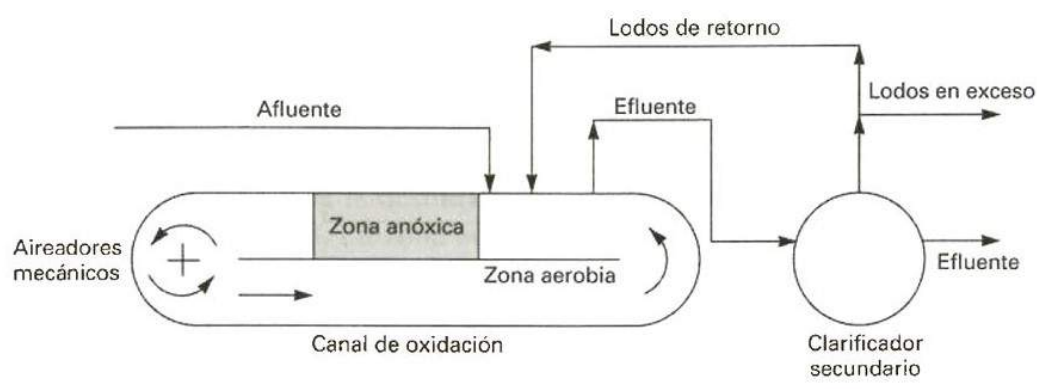 Lodos de retorno
Lodos en exceso
Afluente
Efluente
Zona anóxica
Aireadores
mecánicos
Zona aerobia
Efluente
Canal de oxidación
Clarificador
secundario